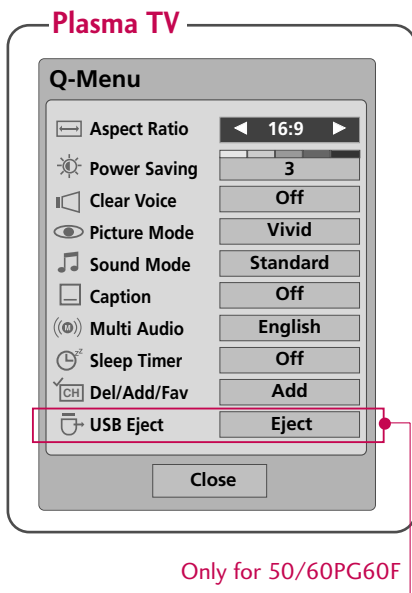 Plasma TV
Q-Menu
Aspect Ratio ◀ 16:9 ▶
Power Saving 3
Clear Voice Off
Picture Mode Vivid
Sound Mode Standard
Caption Off
Multi Audio English
Sleep Timer Off
CH Del/Add/Fav Add
USB Eject Eject
Close
Only for 50/60PG60F